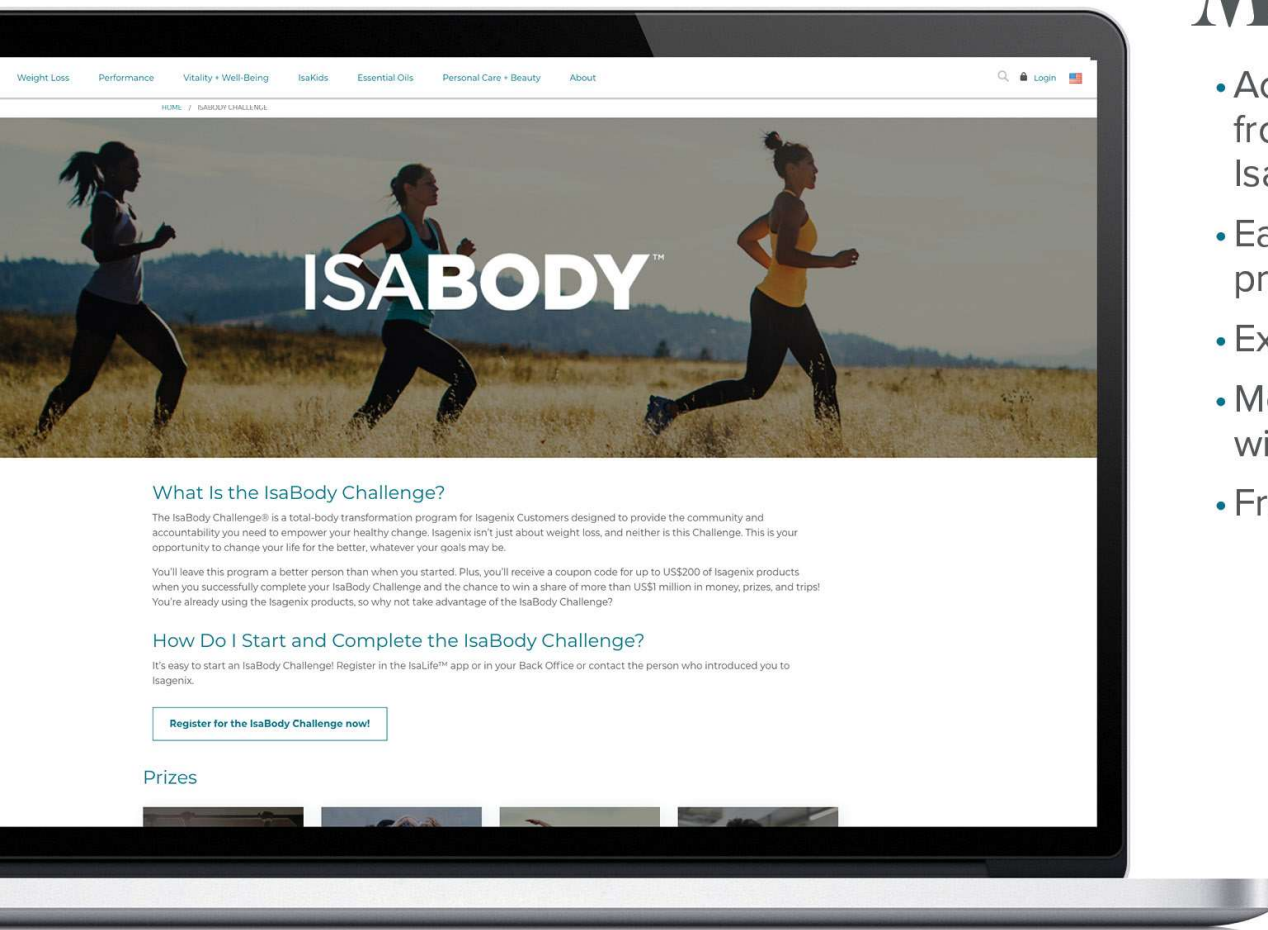 Weight Loss Performance Vitality + Well-Being IsaKids Essential Oils Personal Care + Beauty About Login
HOME / ISABODY CHALLENGE
ISABODY™
What Is the IsaBody Challenge?
The IsaBody Challenge® is a total-body transformation program for Isagenix Customers designed to provide the community and
accountability you need to empower your healthy change. Isagenix isn't just about weight loss, and neither is this Challenge. This is your
opportunity to change your life for the better, whatever your goals may be.
You'll leave this program a better person than when you started. Plus, you'll receive a coupon code for up to US$200 of Isagenix products
when you successfully complete your IsaBody Challenge and the chance to win a share of more than US$1 million in money, prizes, and trips!
You're already using the Isagenix products, so why not take advantage of the IsaBody Challenge?
How Do I Start and Complete the IsaBody Challenge?
It's easy to start an IsaBody Challenge! Register in the IsaLife™ app or in your Back Office or contact the person who introduced you to
Isagenix.
Register for the IsaBody Challenge now!
Prizes